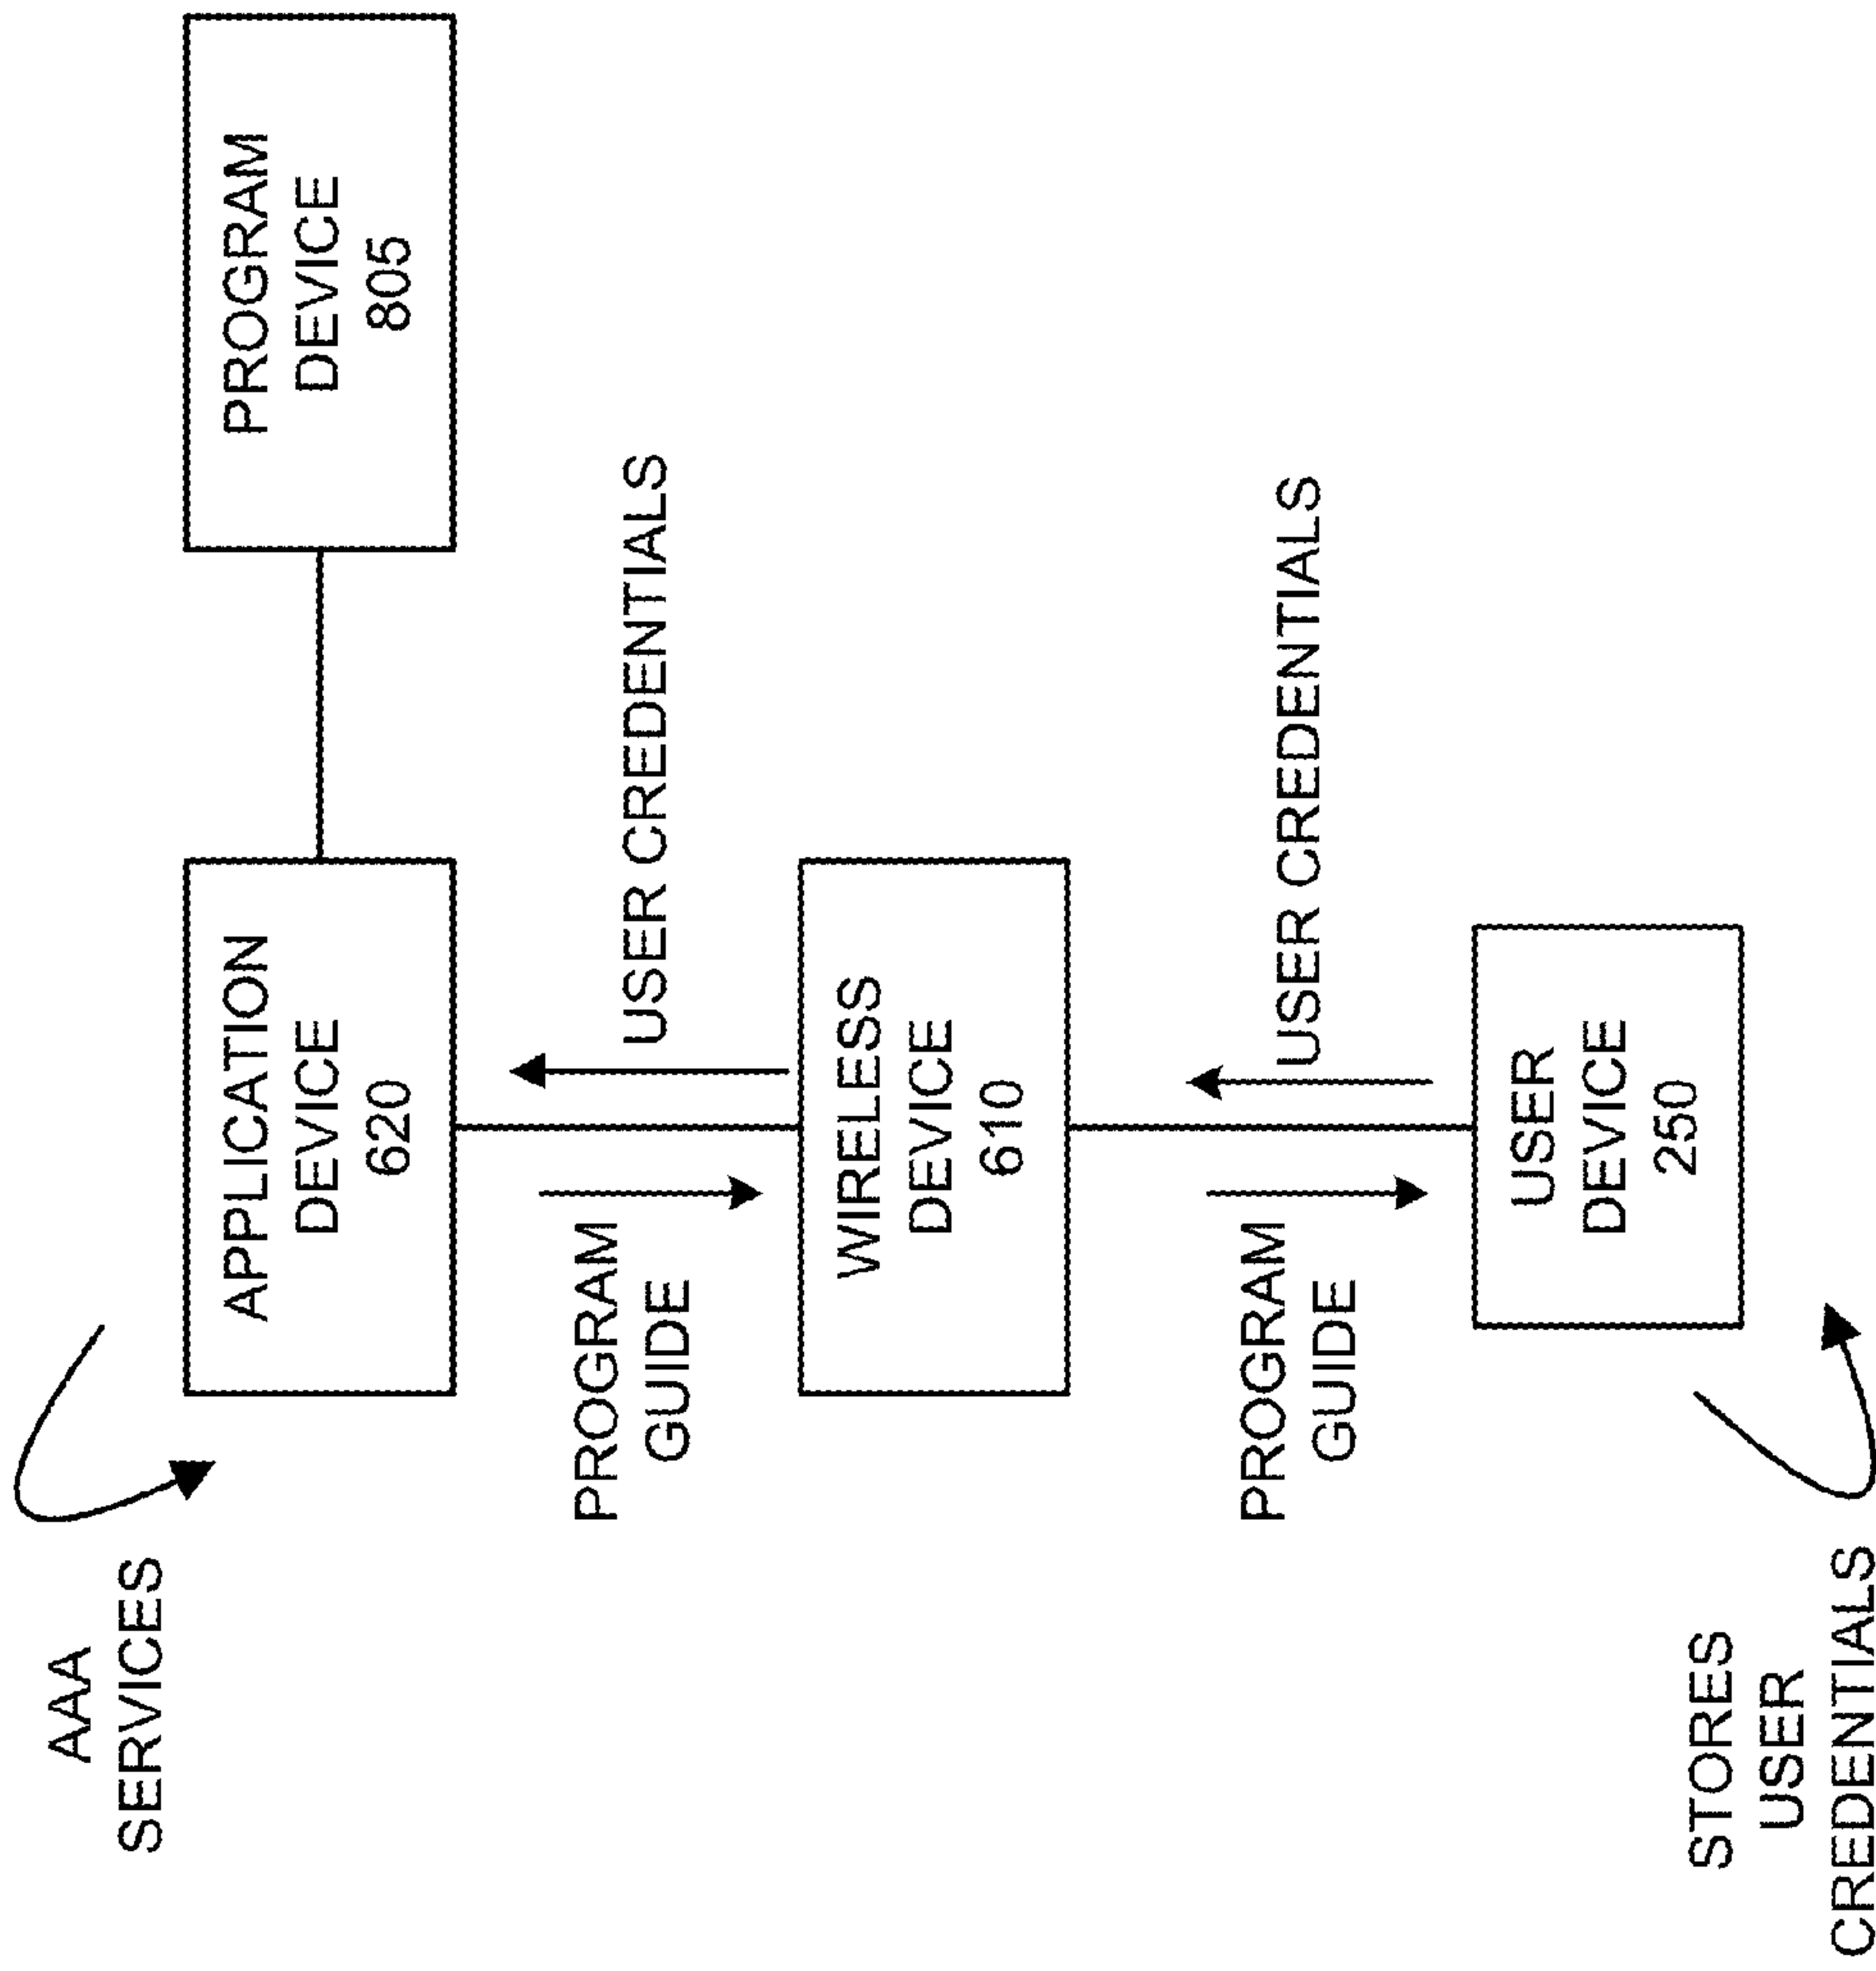 AAA
SERVICES
APPLICATION
DEVICE
620
PROGRAM
DEVICE
805
PROGRAM
GUIDE
USER CREDENTIALS
WIRELESS
DEVICE
610
PROGRAM
GUIDE
USER CREDENTIALS
STORES
USER
CREDENTIALS
USER
DEVICE
250